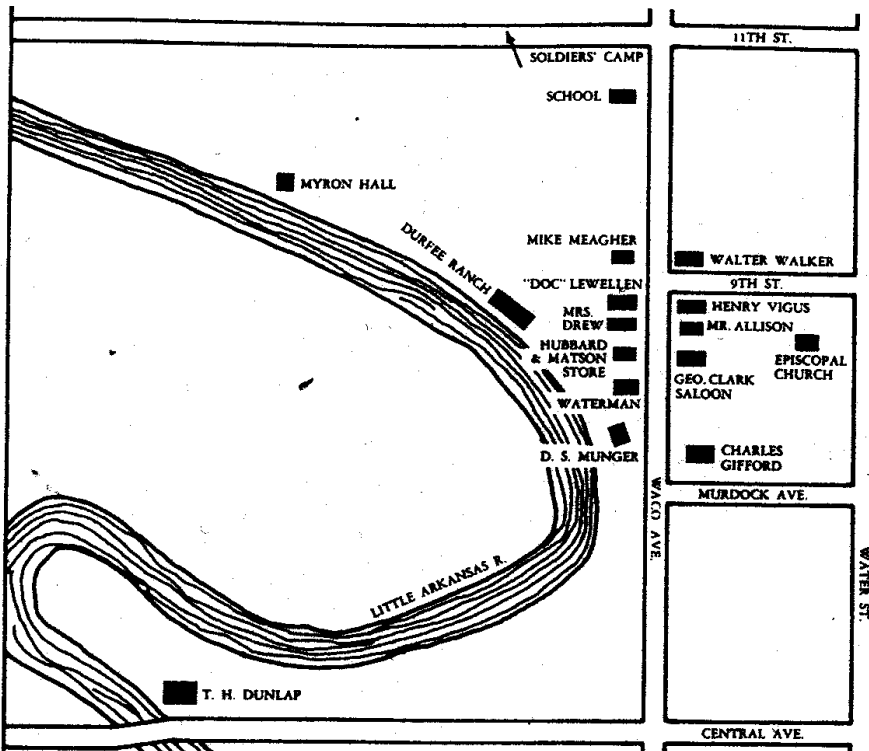 11TH ST.
SOLDIERS' CAMP
SCHOOL
MYRON HALL
DURFEE RANCH
MIKE MEAGHER
WALTER WALKER
"DOC" LEWELLEN
9TH ST.
MRS.
DREW
HENRY VIGUS
MR. ALLISON
HUBBARD
& MATSON
STORE
EPISCOPAL
CHURCH
GEO. CLARK
SALOON
WATERMAN
D. S. MUNGER
CHARLES
GIFFORD
MURDOCK AVE.
WACO AVE.
WATER ST.
LITTLE ARKANSAS R.
T. H. DUNLAP
CENTRAL AVE.